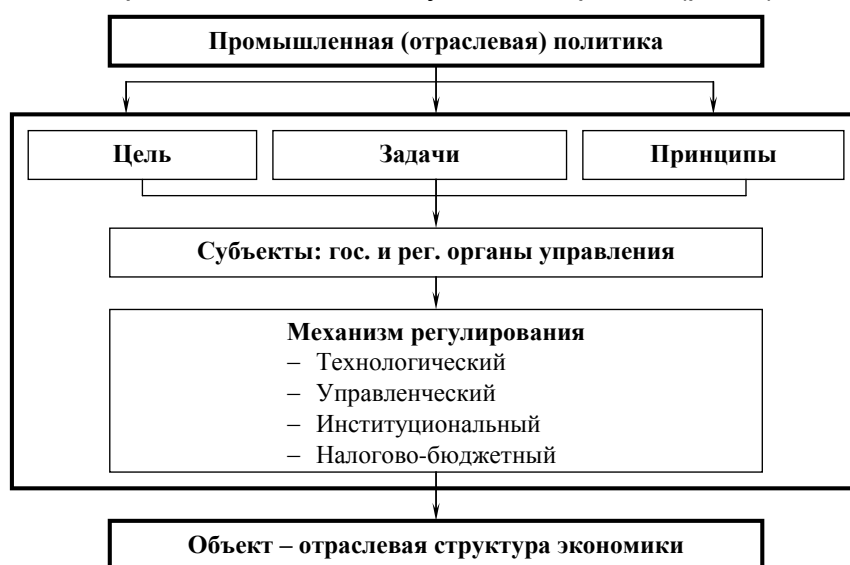 Промышленная (отраслевая) политика
Цель
Задачи
Принципы
Субъекты: гос. и рег. органы управления
Механизм регулирования
– Технологический
– Управленческий
– Институциональный
– Налогово-бюджетный
Объект – отраслевая структура экономики